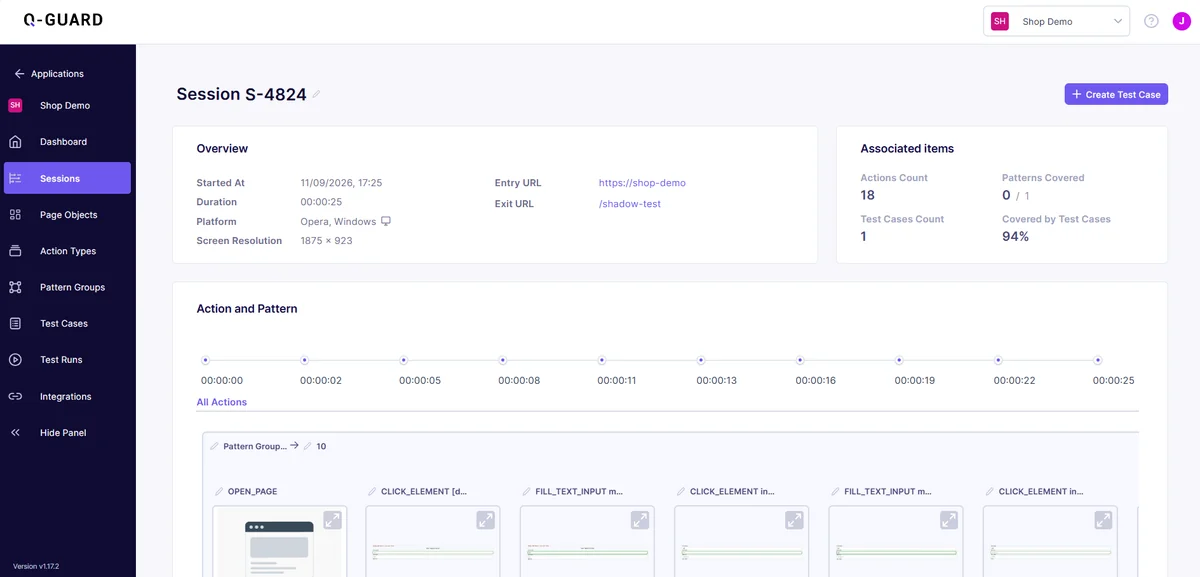 Q-GUARD
SH Shop Demo
J
Applications
SH Shop Demo
Dashboard
Sessions
Page Objects
Action Types
Pattern Groups
Test Cases
Test Runs
Integrations
Hide Panel
Version v1.17.2
Session S-4824
+ Create Test Case
Overview
Started At 11/09/2026, 17:25
Duration 00:00:25
Platform Opera, Windows
Screen Resolution 1875 × 923
Entry URL https://shop-demo
Exit URL /shadow-test
Associated items
Actions Count Patterns Covered
18 0 / 1
Test Cases Count Covered by Test Cases
1 94%
Action and Pattern
00:00:00 00:00:02 00:00:05 00:00:08 00:00:11 00:00:13 00:00:16 00:00:19 00:00:22 00:00:25
All Actions
Pattern Group... → 10
OPEN_PAGE CLICK_ELEMENT [d... FILL_TEXT_INPUT m... CLICK_ELEMENT in... FILL_TEXT_INPUT m... CLICK_ELEMENT in...